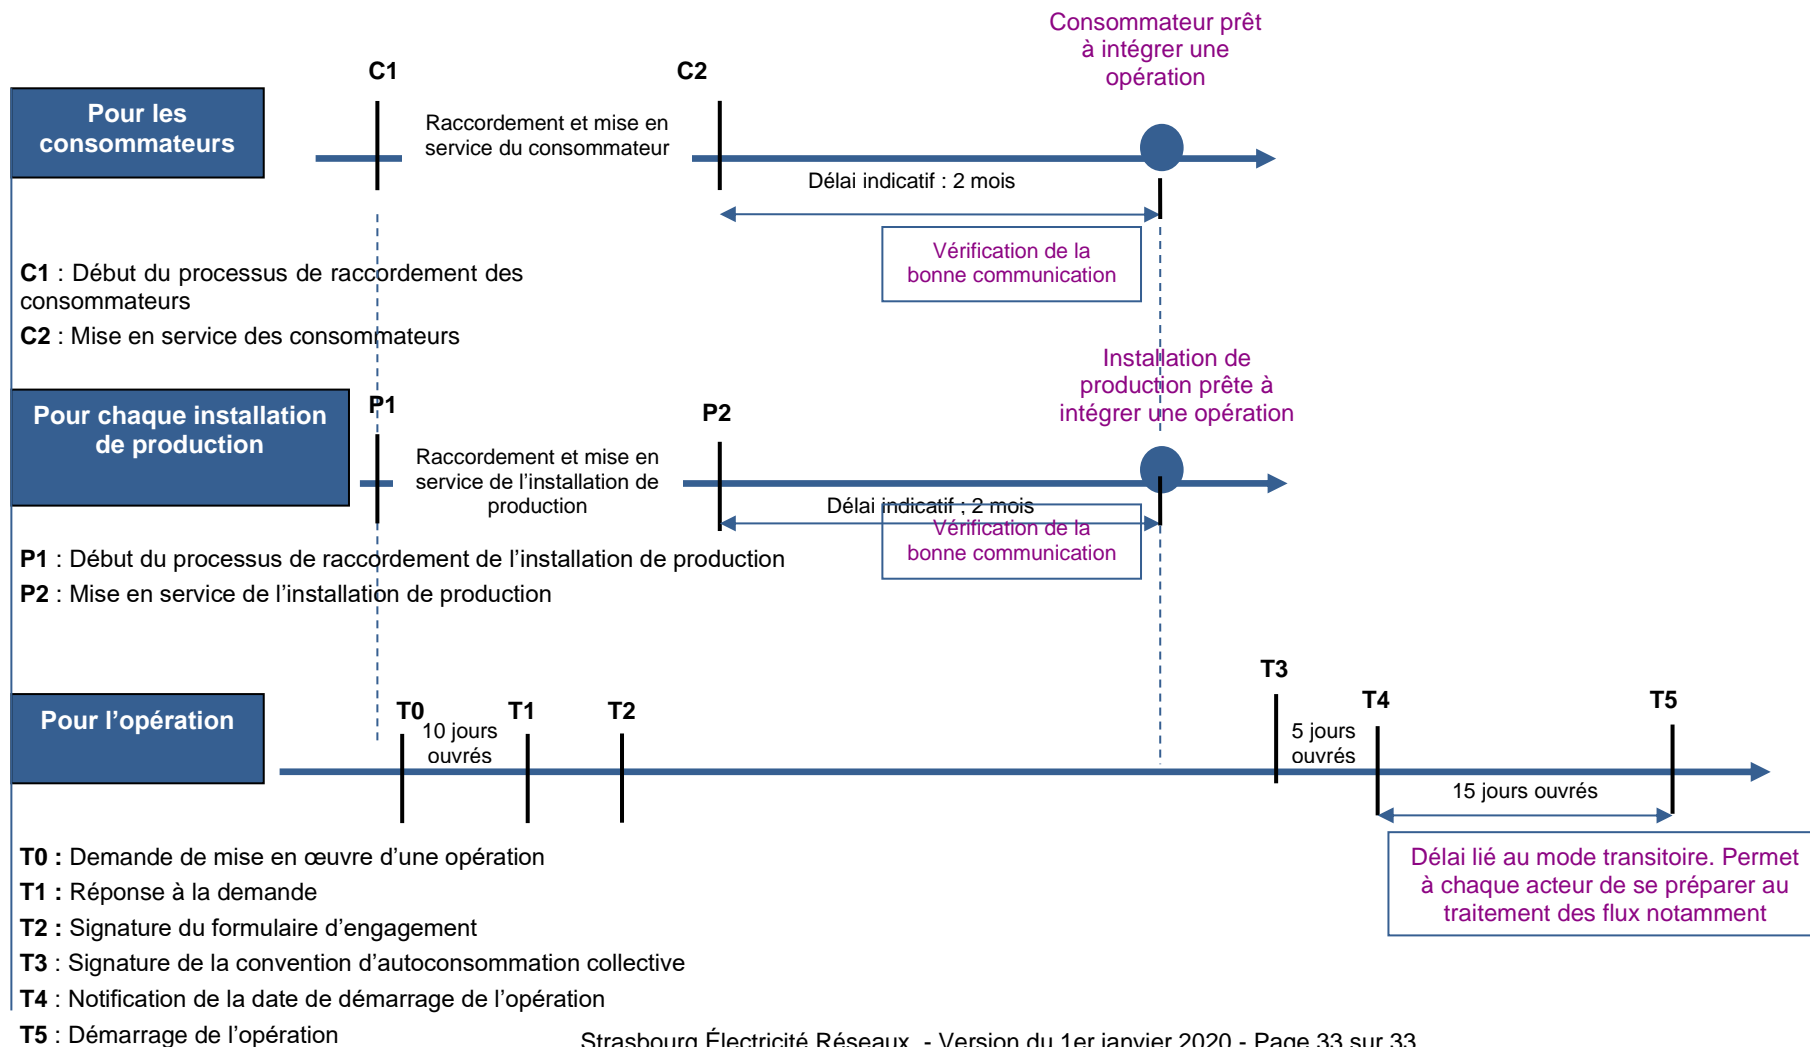 Consommateur prêt
à intégrer une
opération
C1
C2
Pour les
consommateurs
Raccordement et mise en
service du consommateur
Délai indicatif : 2 mois
Vérification de la
bonne communication
C1 : Début du processus de raccordement des
consommateurs
C2 : Mise en service des consommateurs
Installation de
production prête à
intégrer une opération
Pour chaque installation
de production
P1
P2
Raccordement et mise en
service de l’installation de
production
Délai indicatif : 2 mois
Vérification de la
bonne communication
P1 : Début du processus de raccordement de l’installation de production
P2 : Mise en service de l’installation de production
Pour l’opération
T0
T1
T2
T3
T4
T5
10 jours
ouvrés
5 jours
ouvrés
15 jours ouvrés
Délai lié au mode transitoire. Permet
à chaque acteur de se préparer au
traitement des flux notamment
T0 : Demande de mise en œuvre d’une opération
T1 : Réponse à la demande
T2 : Signature du formulaire d’engagement
T3 : Signature de la convention d’autoconsommation collective
T4 : Notification de la date de démarrage de l’opération
T5 : Démarrage de l’opération
Strasbourg Électricité Réseaux - Version du 1er janvier 2020 - Page 33 sur 33